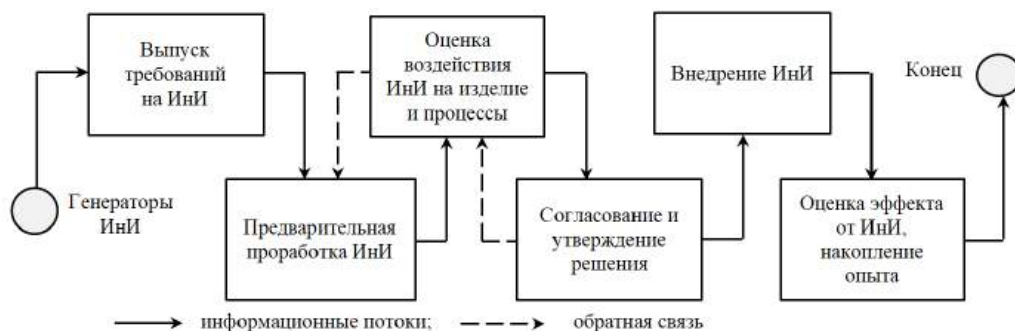 Выпуск
требований
на ИнИ
Оценка
воздействия
ИнИ на изделие
и процессы
Внедрение ИнИ
Конец
Генераторы
ИнИ
Предварительная
проработка ИнИ
Согласование и
утверждение
решения
Оценка эффекта
от ИнИ,
накопление
опыта
информационные потоки;
обратная связь